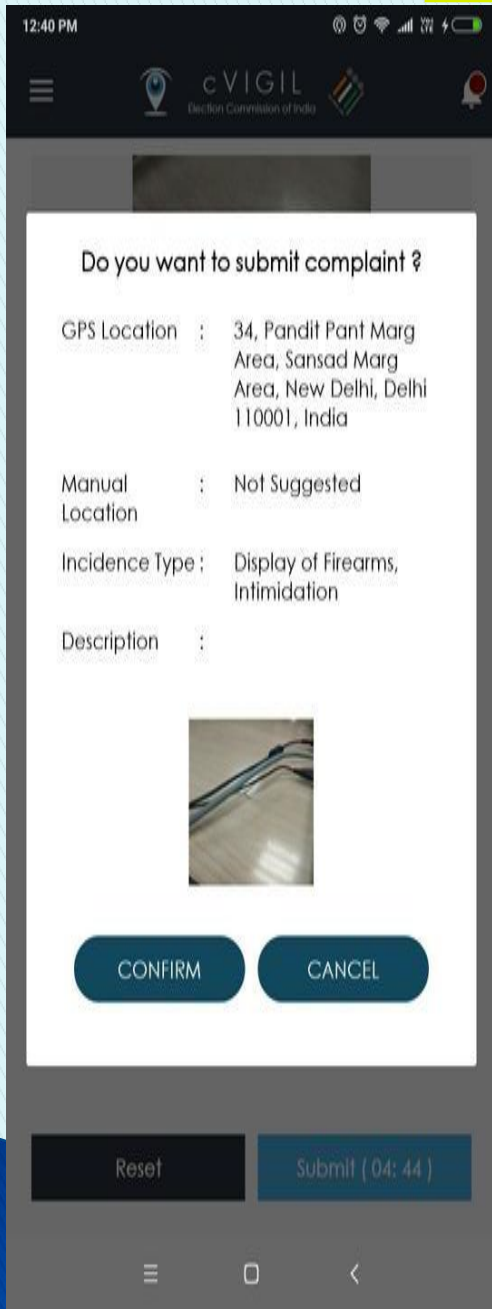 12:40 PM
cVIGIL
Election Commission of India
Do you want to submit complaint ?
GPS Location : 34, Pandit Pant Marg
Area, Sansad Marg
Area, New Delhi, Delhi
110001, India
Manual : Not Suggested
Location
Incidence Type : Display of Firearms,
Intimidation
Description :
CONFIRM CANCEL
Reset Submit ( 04: 44 )